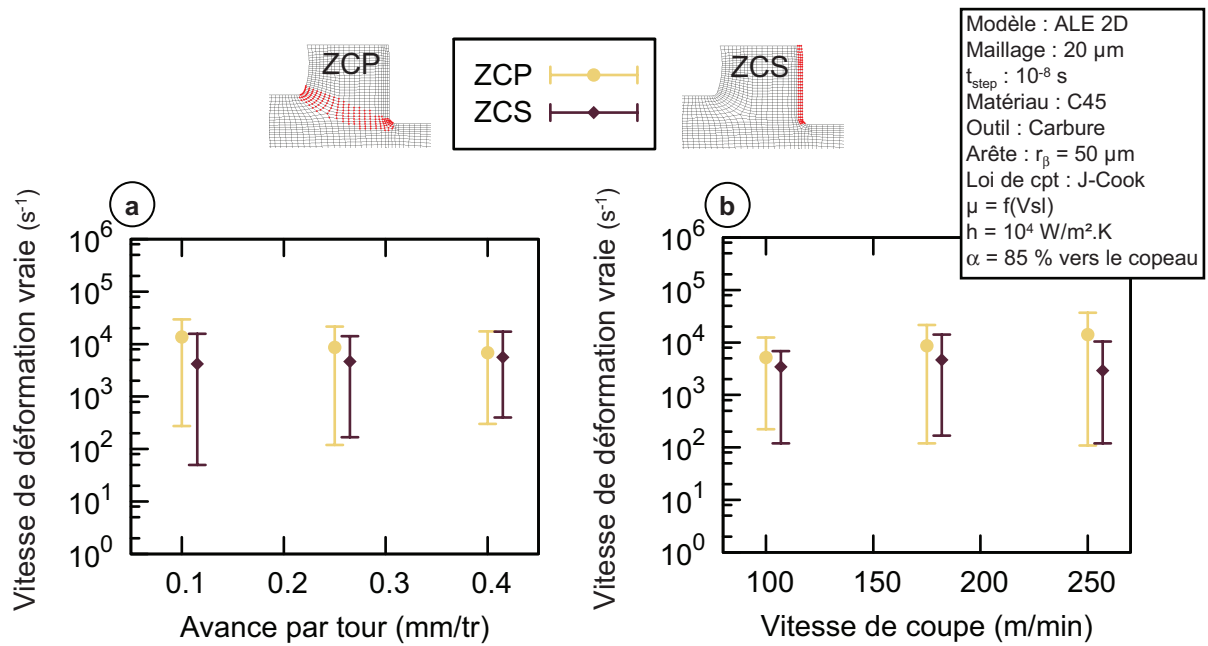 ZCP
ZCP
ZCS
ZCS
Modèle : ALE 2D
Maillage : 20 µm
t_step : 10⁻⁸ s
Matériau : C45
Outil : Carbure
Arête : r_β = 50 µm
Loi de cpt : J-Cook
µ = f(Vsl)
h = 10⁴ W/m².K
α = 85 % vers le copeau
a
Vitesse de déformation vraie (s⁻¹)
10⁶
10⁵
10⁴
10³
10²
10¹
10⁰
0.1 0.2 0.3 0.4
Avance par tour (mm/tr)
b
Vitesse de déformation vraie (s⁻¹)
10⁶
10⁵
10⁴
10³
10²
10¹
10⁰
100 150 200 250
Vitesse de coupe (m/min)